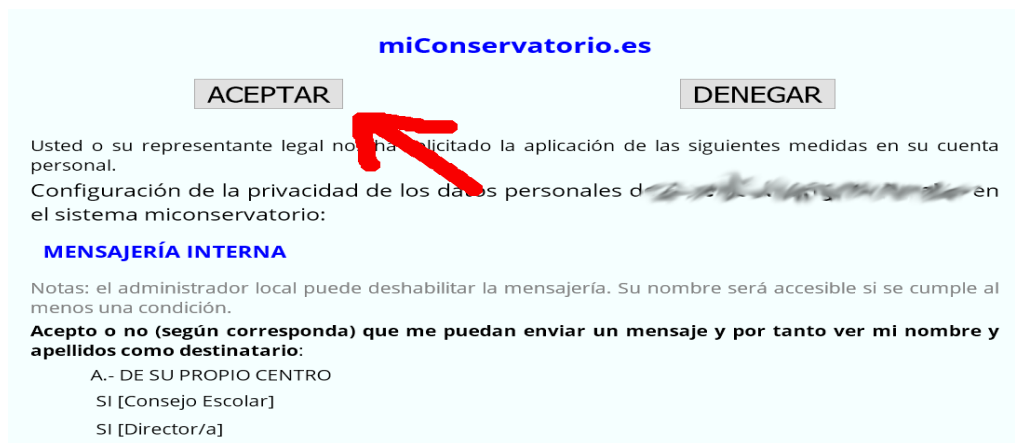 miConservatorio.es
ACEPTAR DENEGAR
Usted o su representante legal nos ha solicitado la aplicación de las siguientes medidas en su cuenta
personal.
Configuración de la privacidad de los datos personales en
el sistema miconservatorio:
MENSAJERÍA INTERNA
Notas: el administrador local puede deshabilitar la mensajería. Su nombre será accesible si se cumple al
menos una condición.
Acepto o no (según corresponda) que me puedan enviar un mensaje y por tanto ver mi nombre y
apellidos como destinatario:
A.- DE SU PROPIO CENTRO
SI [Consejo Escolar]
SI [Director/a]